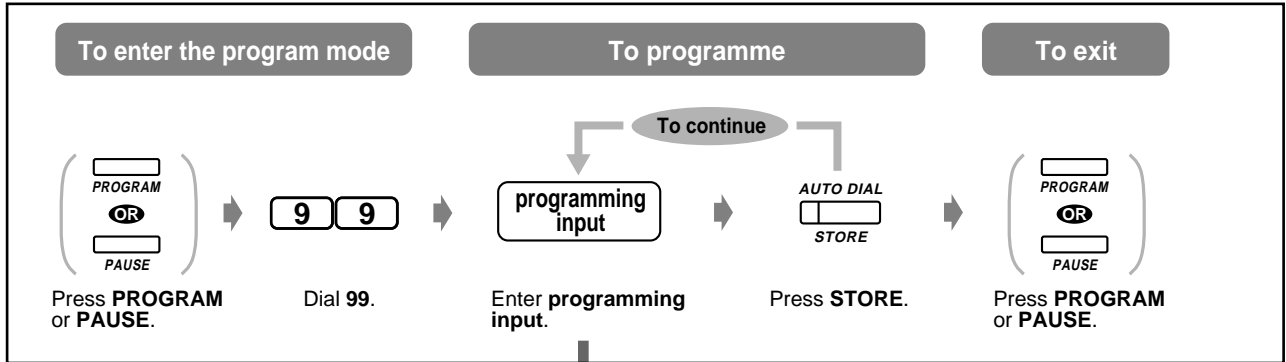 To enter the program mode
To programme
To exit
To continue
PROGRAM
OR
PAUSE
9 9
programming
input
AUTO DIAL
STORE
PROGRAM
OR
PAUSE
Press PROGRAM
or PAUSE.
Dial 99.
Enter programming
input.
Press STORE.
Press PROGRAM
or PAUSE.